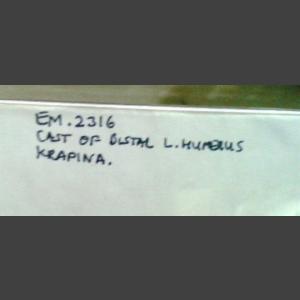 EM.2316
CAST OF DISTAL L. HUMERUS
KRAPINA.